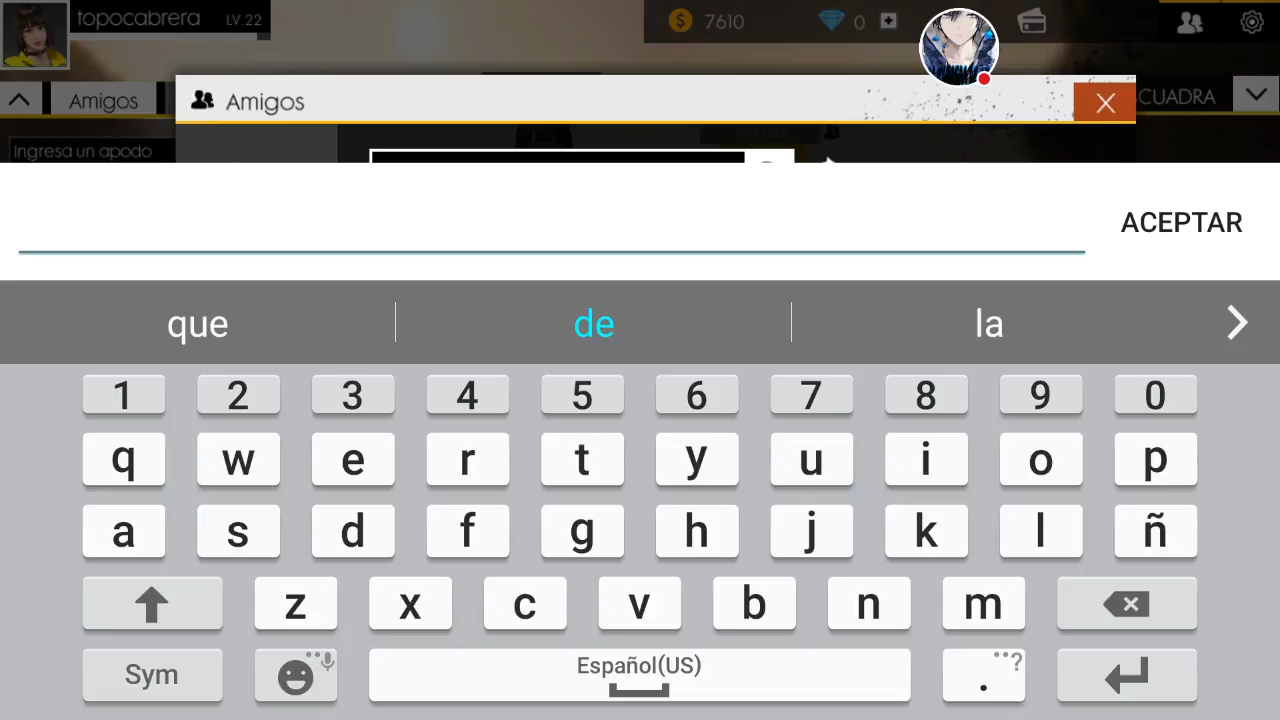 topocabrera LV.22 7610 0
Amigos Amigos X CUADRA
Ingresa un apodo
ACEPTAR
que de la
1 2 3 4 5 6 7 8 9 0
q w e r t y u i o p
a s d f g h j k l ñ
z x c v b n m
Sym Español(US) . ?